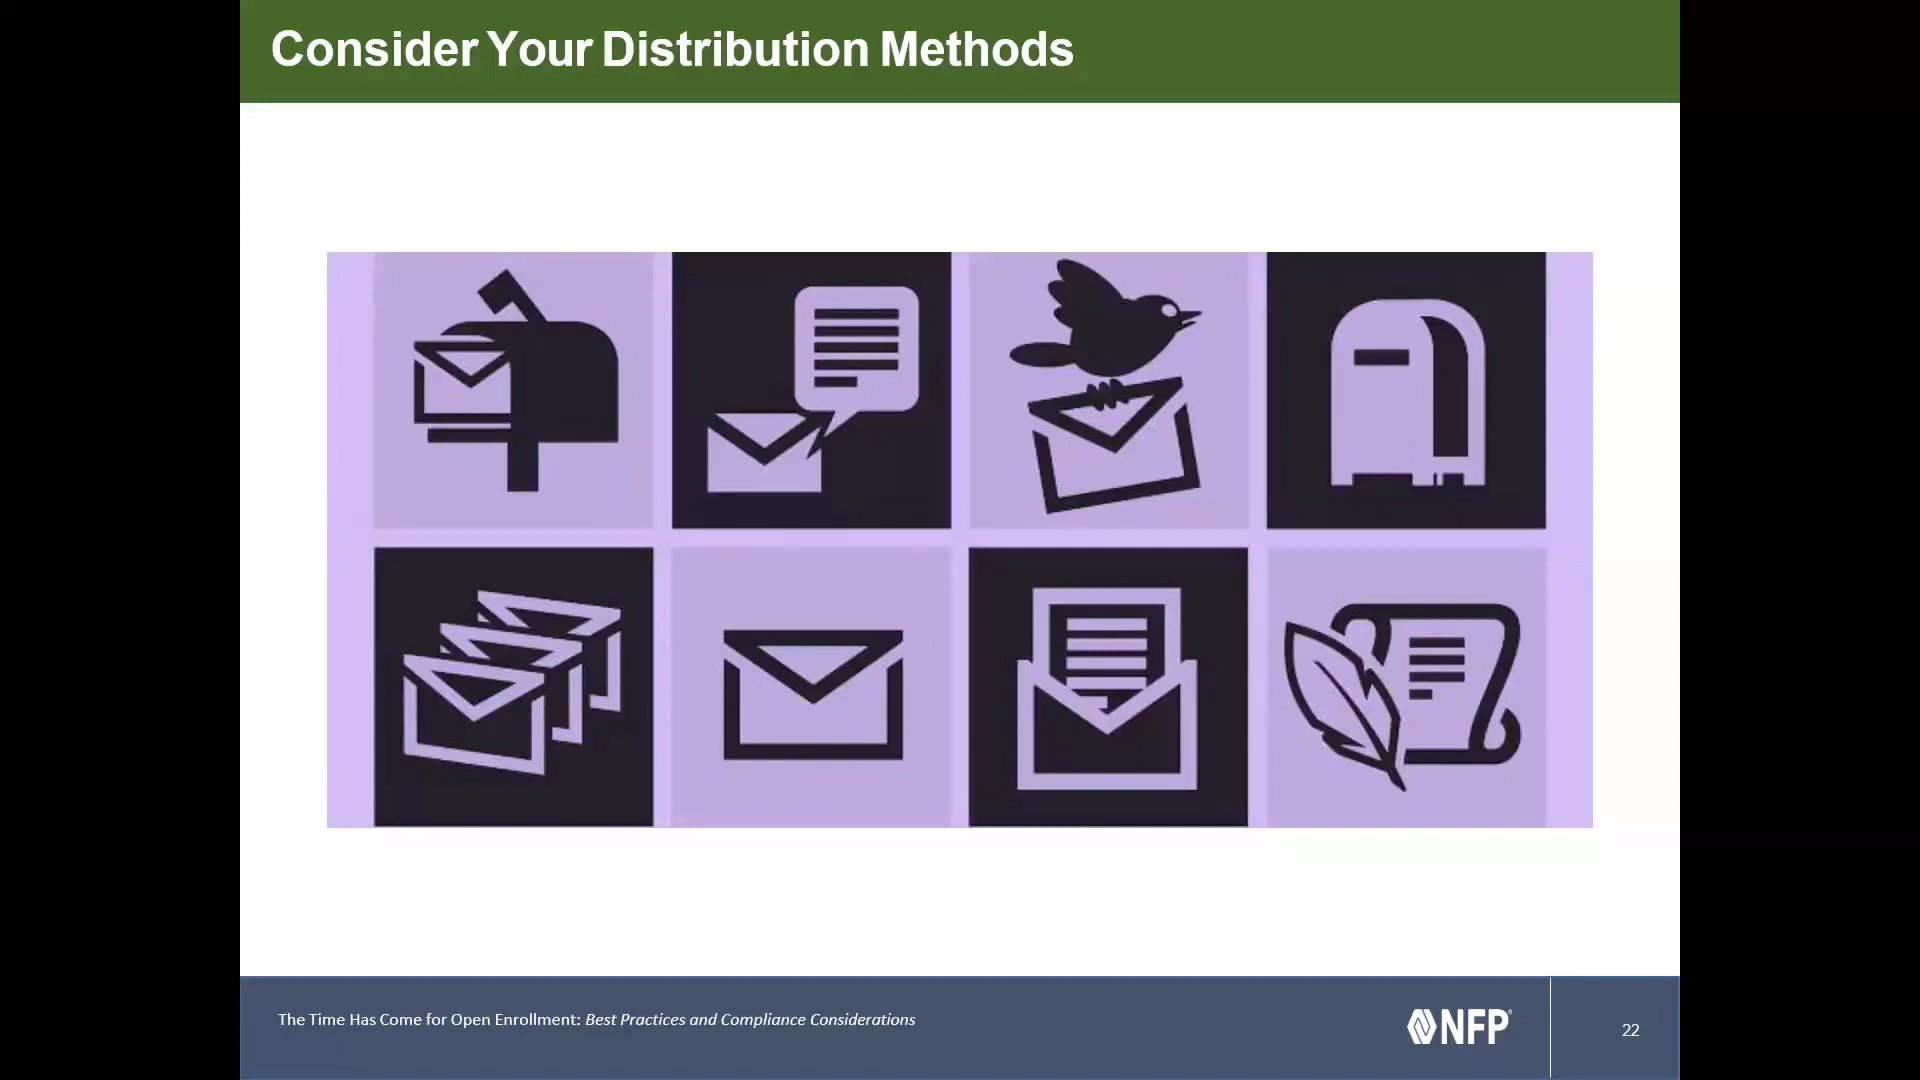 Consider Your Distribution Methods
The Time Has Come for Open Enrollment: Best Practices and Compliance Considerations
NFP
22